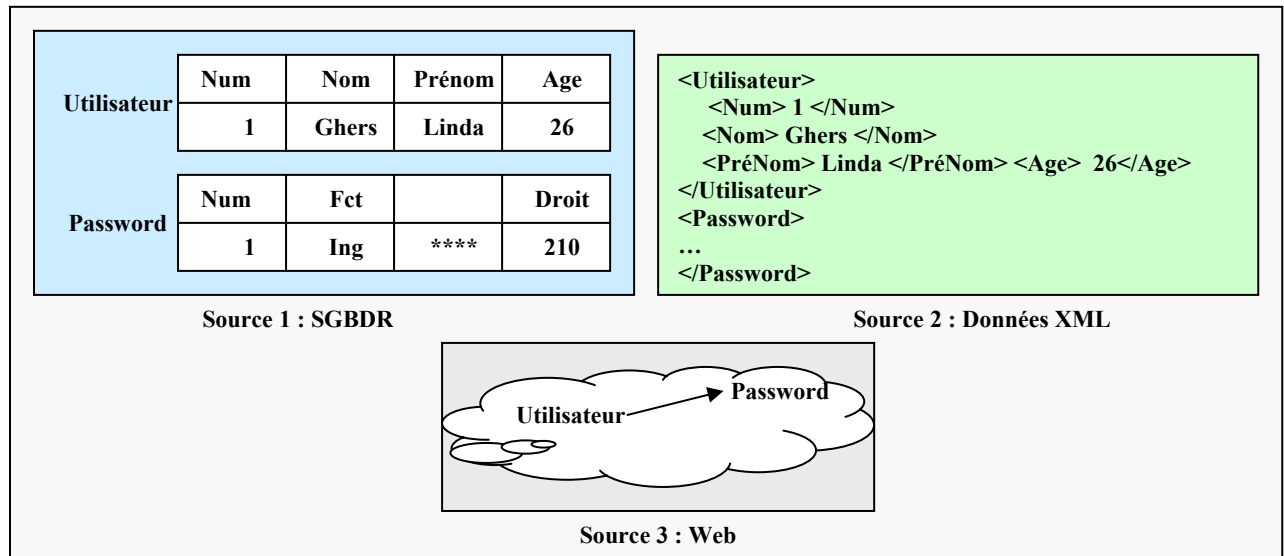 Utilisateur
Num Nom Prénom Age
1 Ghers Linda 26
Password
Num Fct Droit
1 Ing **** 210
Source 1 : SGBDR
<Utilisateur>
<Num> 1 </Num>
<Nom> Ghers </Nom>
<PréNom> Linda </PréNom> <Age> 26</Age>
</Utilisateur>
<Password>
…
</Password>
Source 2 : Données XML
Password
Utilisateur
Source 3 : Web